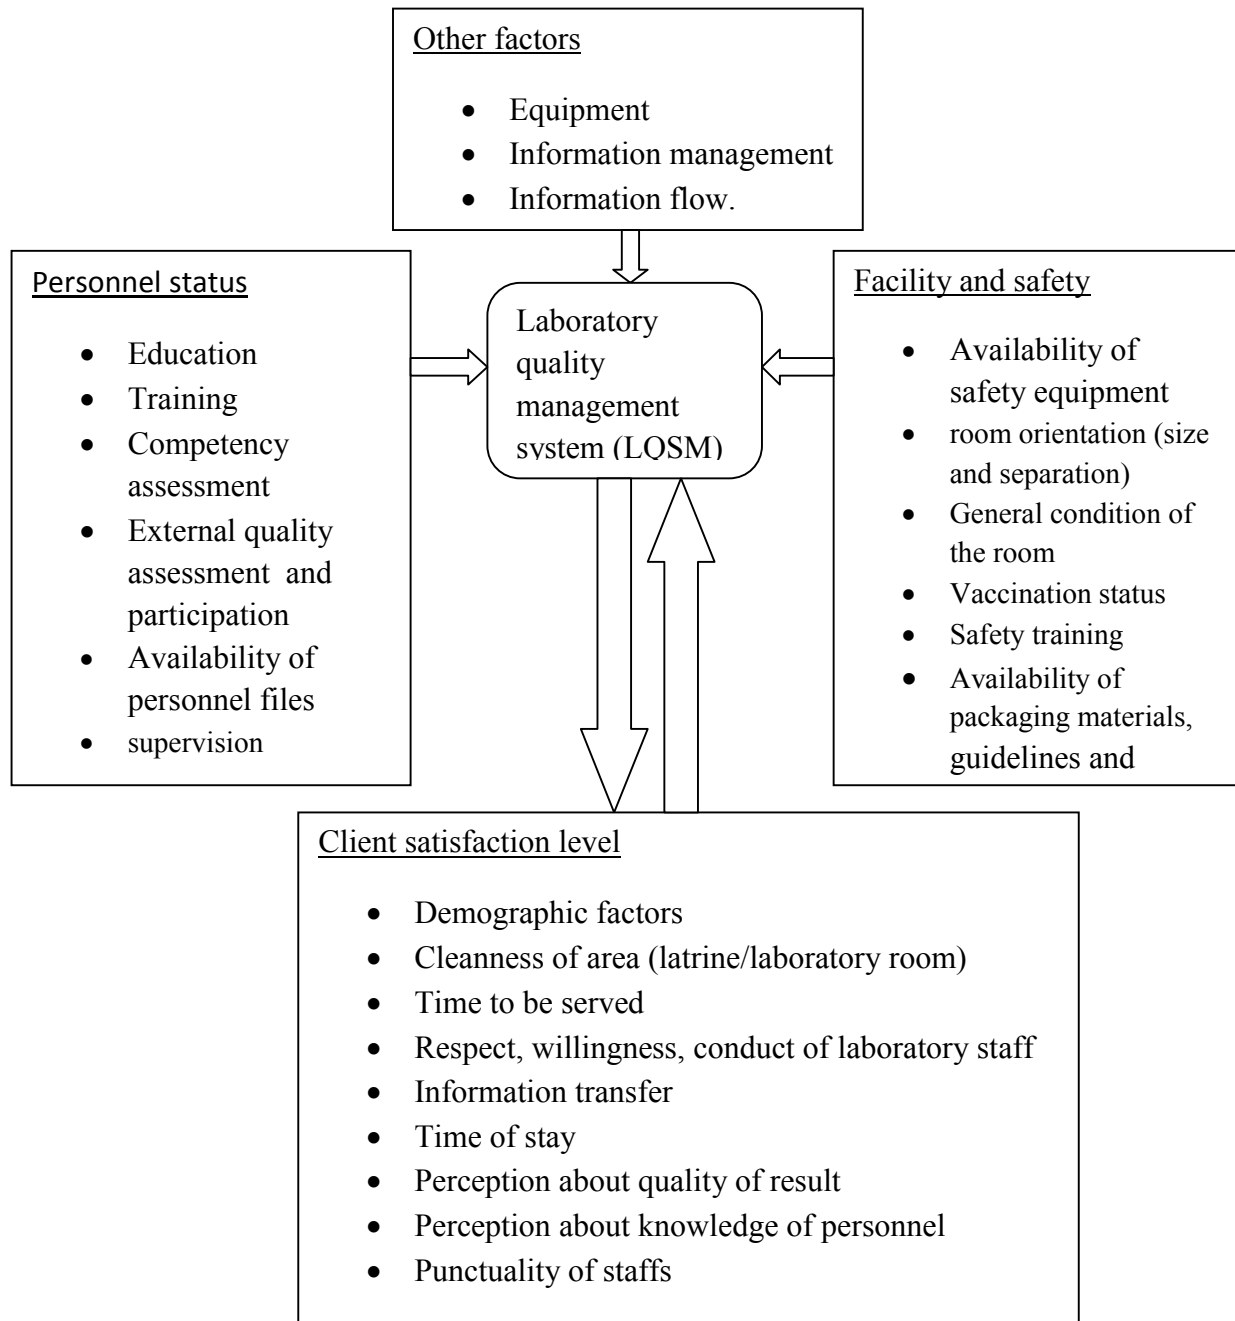 Other factors
• Equipment
• Information management
• Information flow.
Personnel status
• Education
• Training
• Competency
assessment
• External quality
assessment and
participation
• Availability of
personnel files
• supervision
Laboratory
quality
management
system (LQSM)
Facility and safety
• Availability of
safety equipment
• room orientation (size
and separation)
• General condition of
the room
• Vaccination status
• Safety training
• Availability of
packaging materials,
guidelines and
Client satisfaction level
• Demographic factors
• Cleanness of area (latrine/laboratory room)
• Time to be served
• Respect, willingness, conduct of laboratory staff
• Information transfer
• Time of stay
• Perception about quality of result
• Perception about knowledge of personnel
• Punctuality of staffs